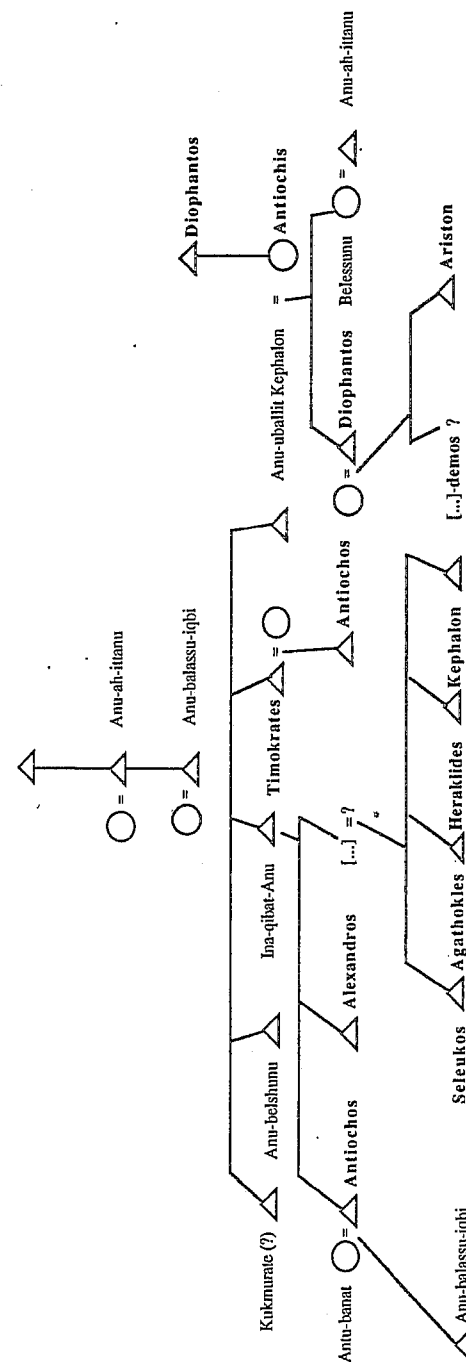 Anu-ah-ittanu
Anu-balassu-iqbi
Diophantos
Kukmurate (?)
Anu-belshunu
Ina-qibat-Anu
Timokrates
Anu-uballit Kephalon
=
Antiochis
Antu-banat
Antiochos
Alexandros
[...] = ?
Antiochos
Diophantos
Belessunu
Anu-ah-ittanu
Anu-balassu-iqbi
Seleukos
Agathokles
Heraklides
Kephalon
[...]-demos ?
Ariston